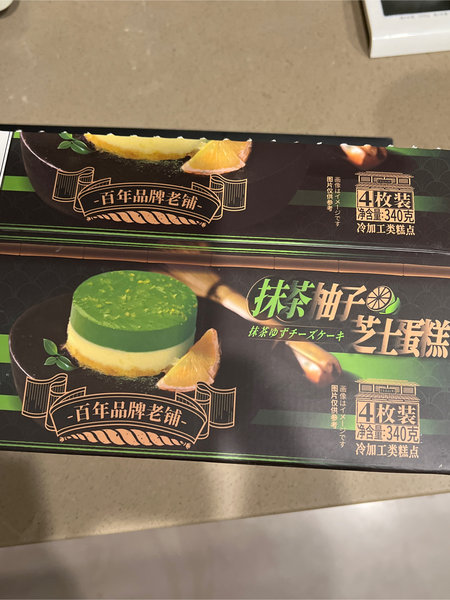 百年品牌老铺
画像はイメージです
图片仅供参考
4枚装
净含量:340克
冷加工类糕点
抹茶柚子
芝士蛋糕
抹茶ゆずチーズケーキ
百年品牌老铺
画像はイメージです
图片仅供参考
4枚装
净含量:340克
冷加工类糕点